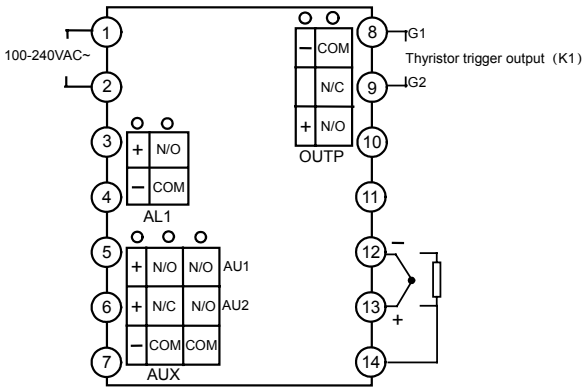 1
100-240VAC~
2
3
+ N/O
4
− COM
AL1
5
+ N/O N/O AU1
6
+ N/C N/O AU2
7
− COM COM
AUX
− COM
N/C
+ N/O
OUTP
8
G1
Thyristor trigger output（K1）
9
G2
10
11
12
−
13
+
14